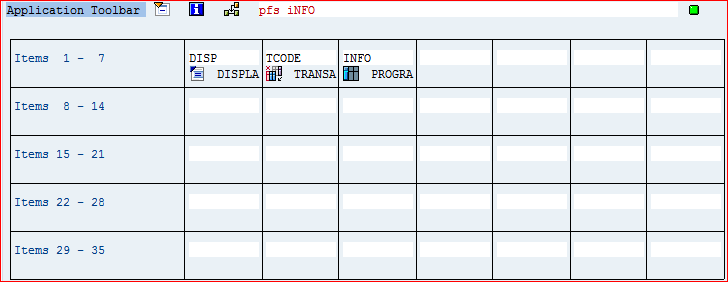 Application Toolbar pfs iNFO
Items 1 - 7 DISP TCODE INFO
DISPLA TRANSA PROGRA
Items 8 - 14
Items 15 - 21
Items 22 - 28
Items 29 - 35